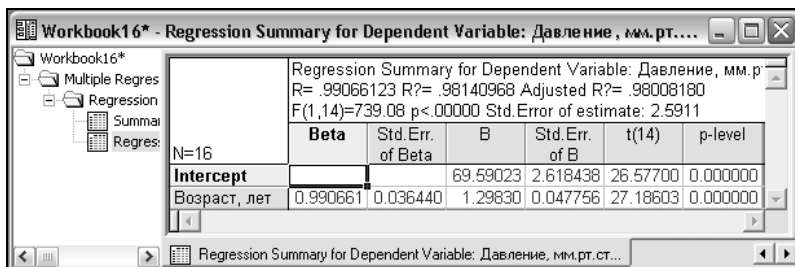 Workbook16* - Regression Summary for Dependent Variable: Давление, мм.рт....
Workbook16*
Multiple Regres
Regression
Summar
Regres:
Regression Summary for Dependent Variable: Давление, мм.р
R= .99066123 R?= .98140968 Adjusted R?= .98008180
F(1,14)=739.08 p<.00000 Std.Error of estimate: 2.5911
N=16 Beta Std.Err. of Beta B Std.Err. of B t(14) p-level
Intercept 69.59023 2.618438 26.57700 0.000000
Возраст, лет 0.990661 0.036440 1.29830 0.047756 27.18603 0.000000
Regression Summary for Dependent Variable: Давление, мм.рт.ст...